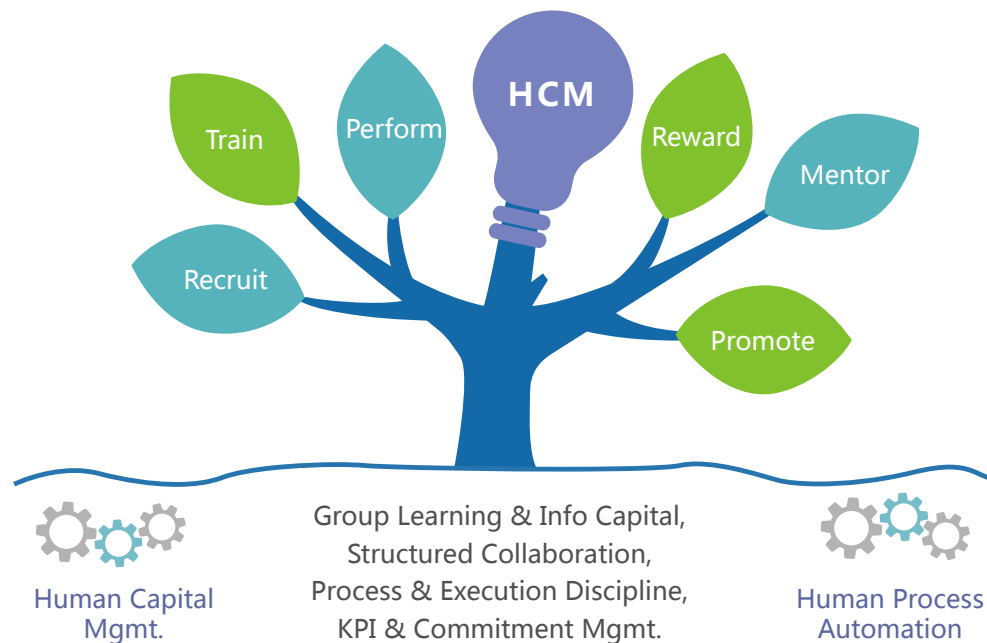 HCM
Train
Perform
Reward
Mentor
Recruit
Promote
Group Learning & Info Capital,
Structured Collaboration,
Process & Execution Discipline,
KPI & Commitment Mgmt.
Human Capital
Mgmt.
Human Process
Automation